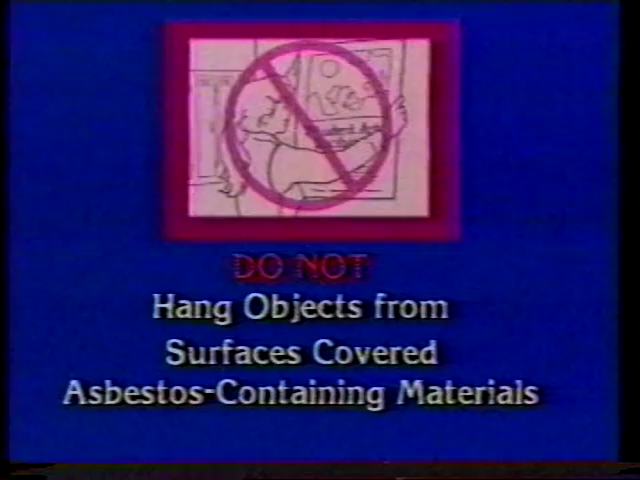 DO NOT
Hang Objects from
Surfaces Covered
Asbestos-Containing Materials